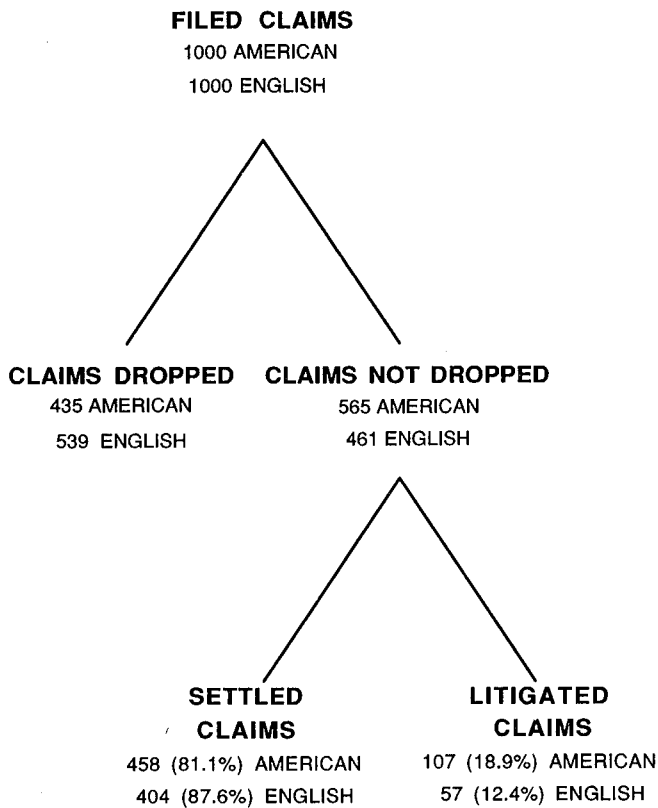 FILED CLAIMS
1000 AMERICAN
1000 ENGLISH
CLAIMS DROPPED
435 AMERICAN
539 ENGLISH
CLAIMS NOT DROPPED
565 AMERICAN
461 ENGLISH
SETTLED
CLAIMS
458 (81.1%) AMERICAN
404 (87.6%) ENGLISH
LITIGATED
CLAIMS
107 (18.9%) AMERICAN
57 (12.4%) ENGLISH